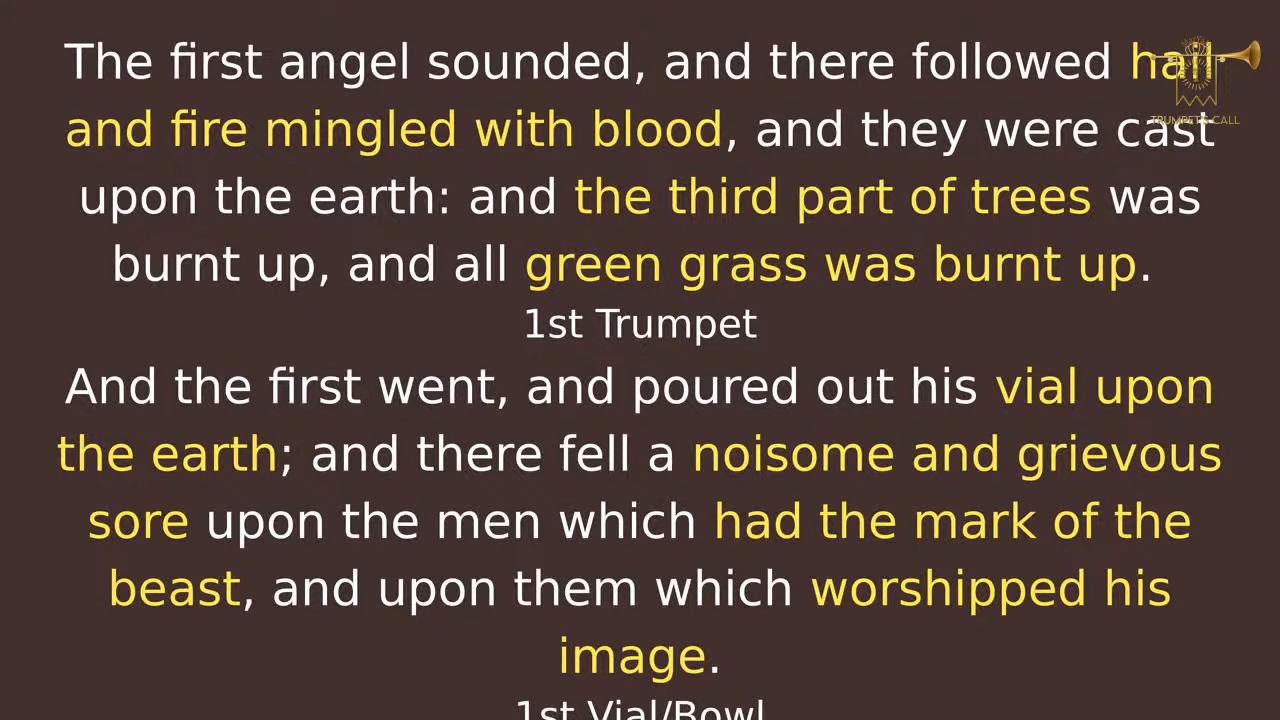 The first angel sounded, and there followed hail
and fire mingled with blood, and they were cast
upon the earth: and the third part of trees was
burnt up, and all green grass was burnt up.
1st Trumpet
And the first went, and poured out his vial upon
the earth; and there fell a noisome and grievous
sore upon the men which had the mark of the
beast, and upon them which worshipped his
image.
1st Vial/Bowl
TRUMPETS CALL